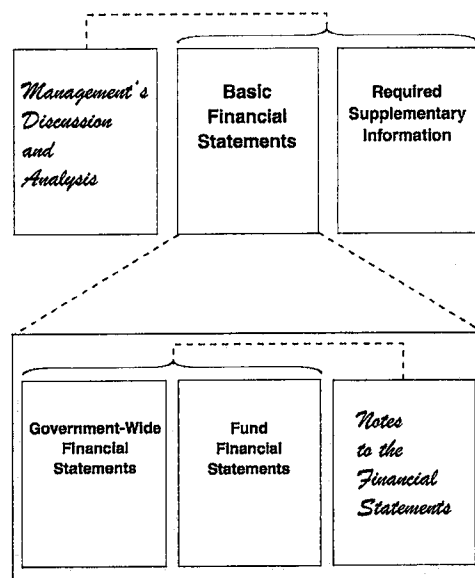 Management's
Discussion
and
Analysis
Basic
Financial
Statements
Required
Supplementary
Information
Government-Wide
Financial
Statements
Fund
Financial
Statements
Notes
to the
Financial
Statements